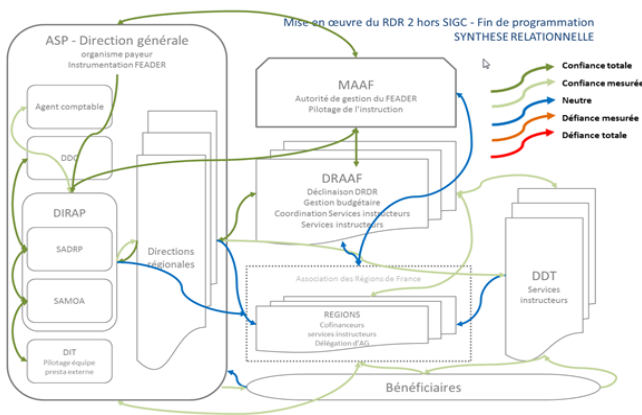 Mise en œuvre du RDR 2 hors SIGC - Fin de programmation
SYNTHESE RELATIONNELLE
ASP - Direction générale
organisme payeur
Instrumentation FEADER
Agent comptable
DIRAP
SADRP
SAMOA
DIT
Pilotage équipe
presta externe
Directions
régionales
MAAF
Autorité de gestion du FEADER
Pilotage de l'instruction
DRAAF
Déclinaison DRDR
Gestion budgétaire
Coordination Services instructeurs
Services instructeurs
Association des Régions de France
REGIONS
Cofinanceurs
services instructeurs
Délégation d'AG
DDT
Services
instructeurs
Bénéficiaires
Confiance totale
Confiance mesurée
Neutre
Défiance mesurée
Défiance totale